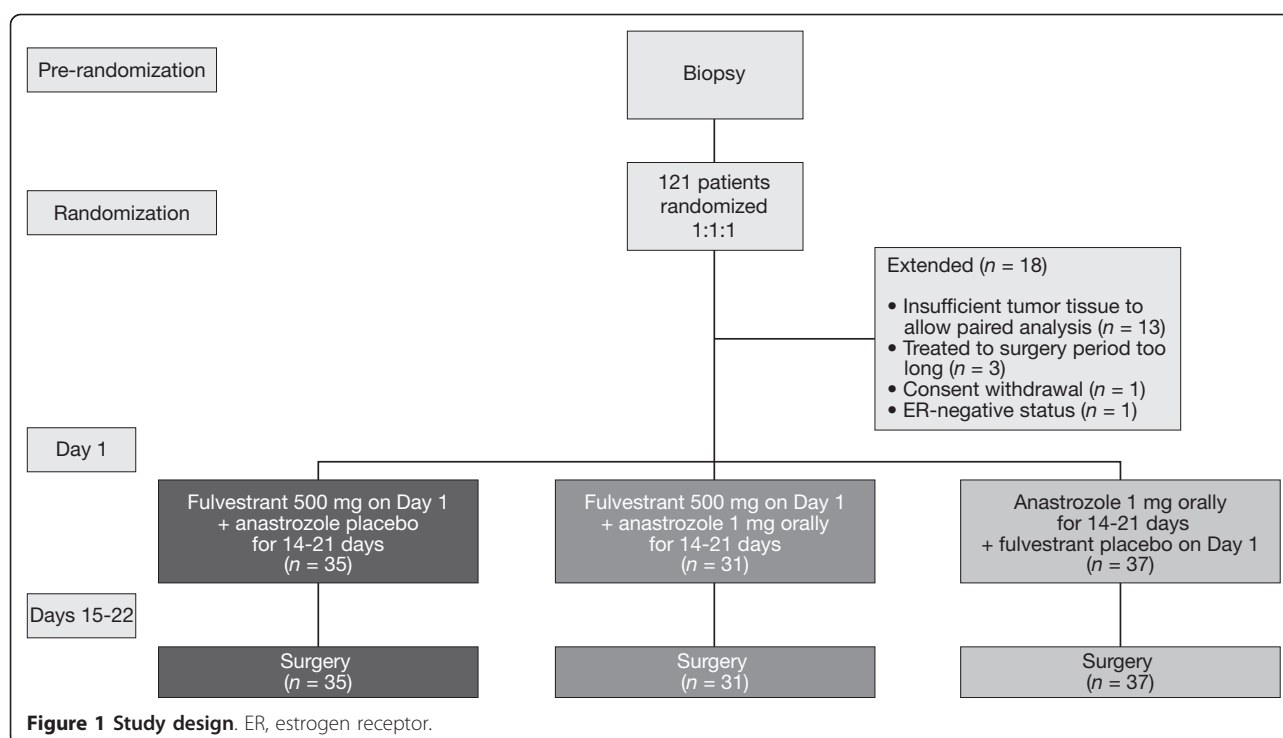 Pre-randomization
Biopsy
Randomization
121 patients
randomized
1:1:1
Extended (n = 18)
• Insufficient tumor tissue to
allow paired analysis (n = 13)
• Treated to surgery period too
long (n = 3)
• Consent withdrawal (n = 1)
• ER-negative status (n = 1)
Day 1
Fulvestrant 500 mg on Day 1
+ anastrozole placebo
for 14-21 days
(n = 35)
Fulvestrant 500 mg on Day 1
+ anastrozole 1 mg orally
for 14-21 days
(n = 31)
Anastrozole 1 mg orally
for 14-21 days
+ fulvestrant placebo on Day 1
(n = 37)
Days 15-22
Surgery
(n = 35)
Surgery
(n = 31)
Surgery
(n = 37)
Figure 1 Study design. ER, estrogen receptor.